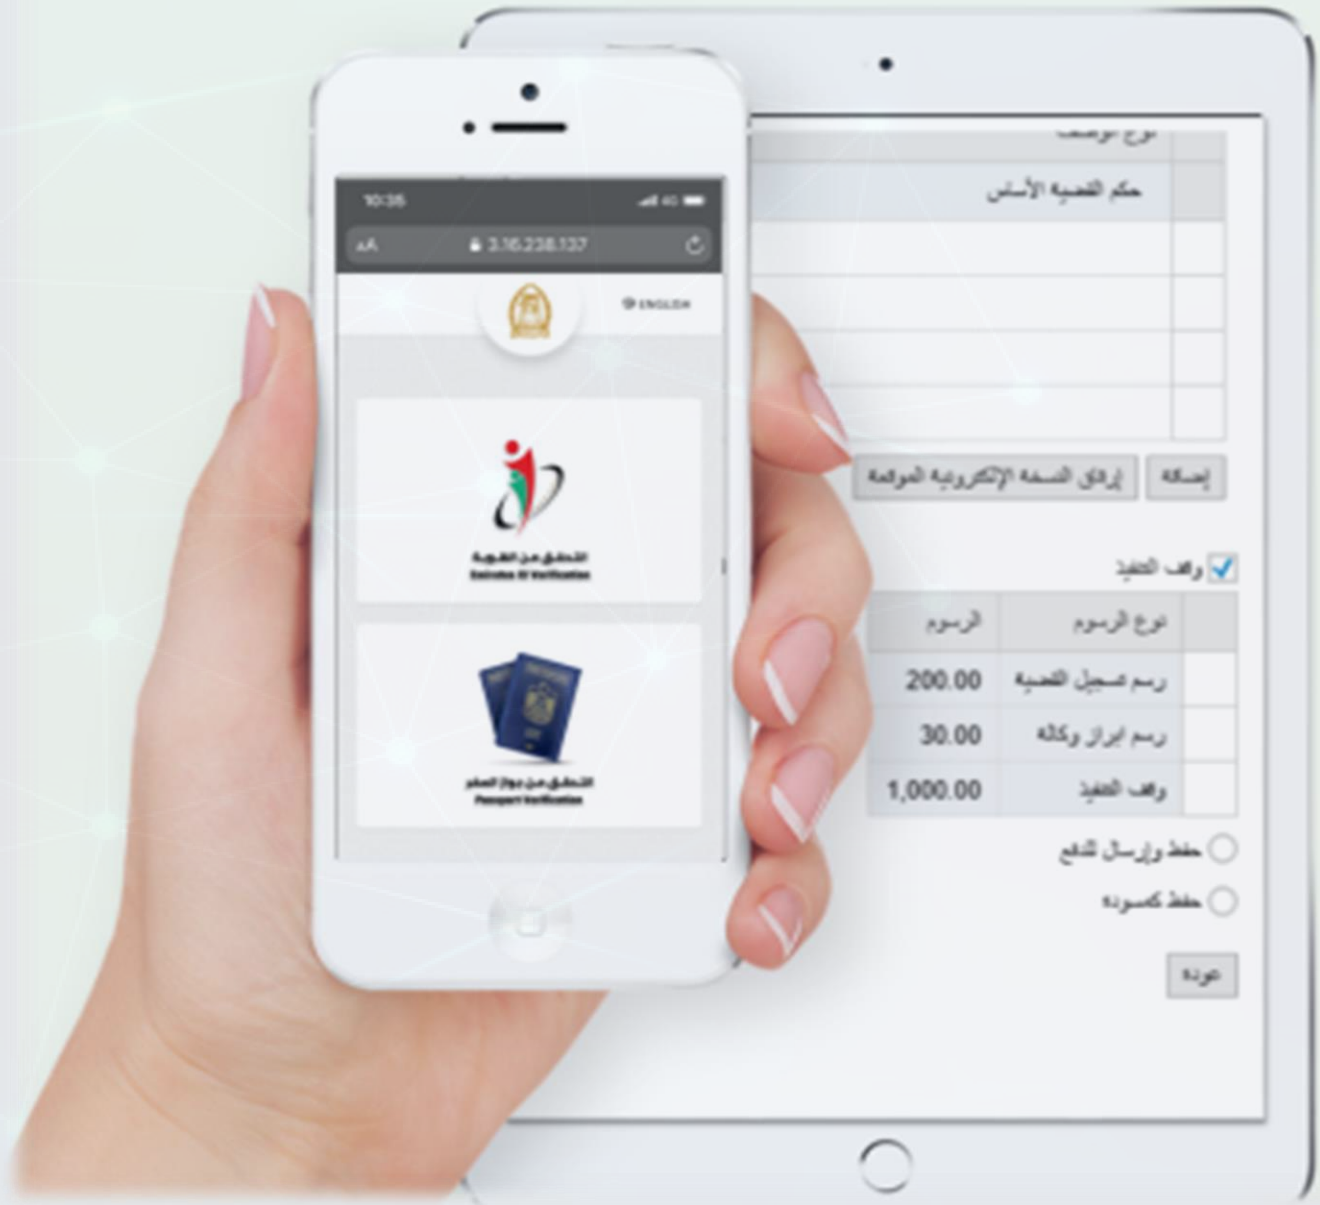 10:35
4G
AA
3.16.238.137
ENGLISH
التحقق من الهوية
Emirates ID Verification
التحقق من جواز السفر
Passport Verification
حكم القضية الأساس
إضافة
إرفاق النسخة الإلكترونية الموقعة
وقف التنفيذ
نوع الرسوم الرسوم
رسم تسجيل القضية 200.00
رسم ابراز وكالة 30.00
وقف التنفيذ 1,000.00
حفظ وإرسال للدفع
حفظ كمسودة
عودة